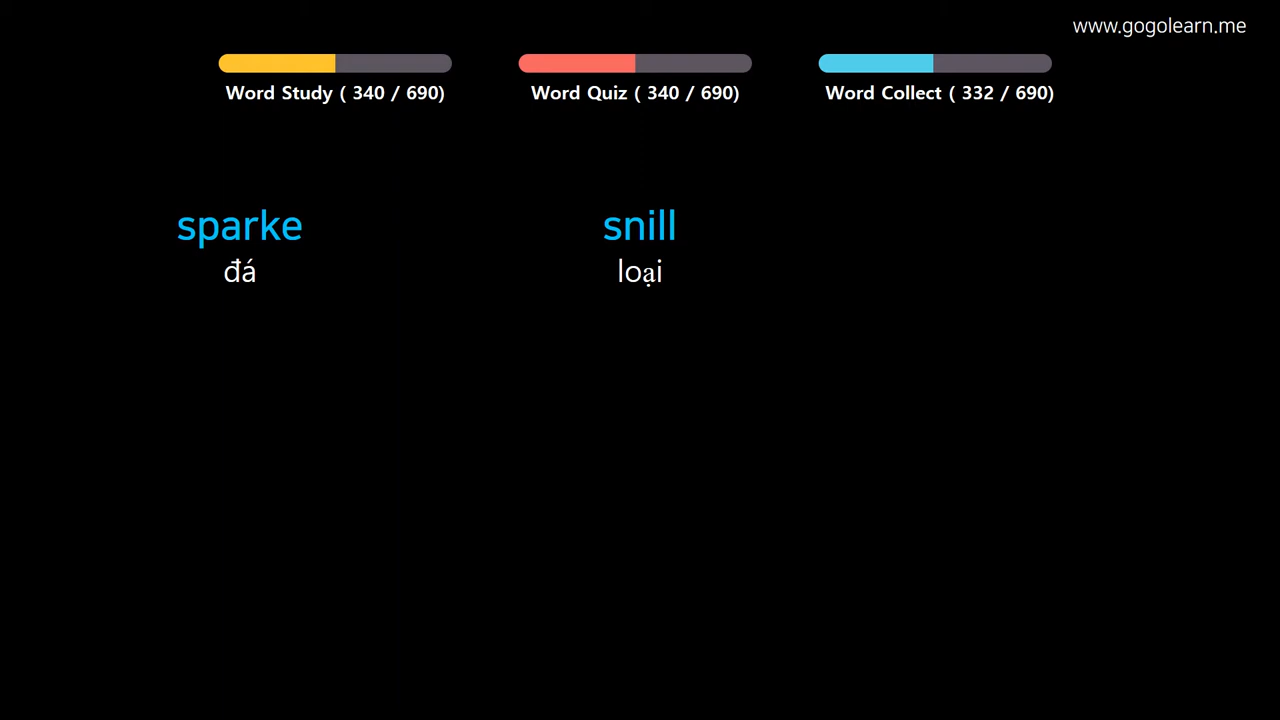 www.gogolearn.me
Word Study ( 340 / 690)
Word Quiz ( 340 / 690)
Word Collect ( 332 / 690)
sparke
snill
đá
loại